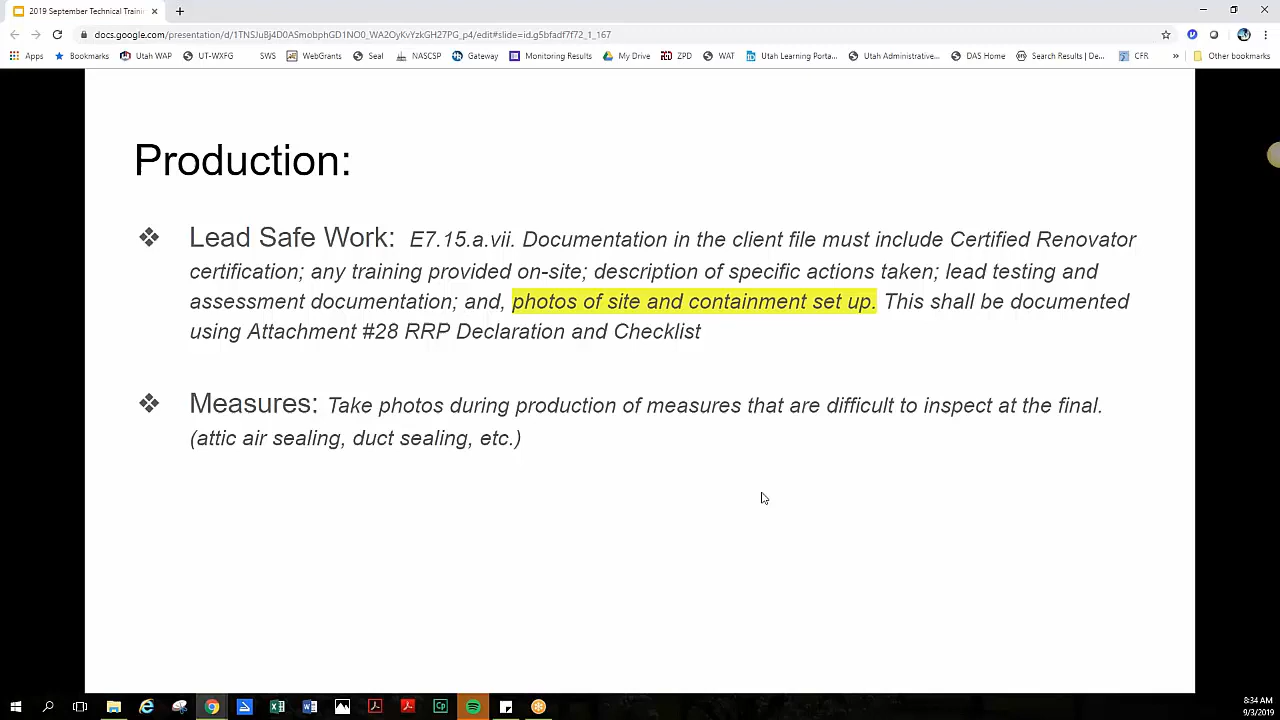 2019 September Technical Traini
docs.google.com/presentation/d/1TNSJuBj4D0ASmobphGD1NO0_WA2OyKvYzkGH27PG_p4/edit#slide=id.g5bfadf7f72_1_167
Apps Bookmarks Utah WAP UT-WXFG SWS WebGrants Seal NASCSP Gateway Monitoring Results My Drive ZPD WAT Utah Learning Porta... Utah Administrative... DAS Home Search Results | De... CFR » Other bookmarks
Production:
❖ Lead Safe Work: E7.15.a.vii. Documentation in the client file must include Certified Renovator
certification; any training provided on-site; description of specific actions taken; lead testing and
assessment documentation; and, photos of site and containment set up. This shall be documented
using Attachment #28 RRP Declaration and Checklist
❖ Measures: Take photos during production of measures that are difficult to inspect at the final.
(attic air sealing, duct sealing, etc.)
8:34 AM
9/3/2019